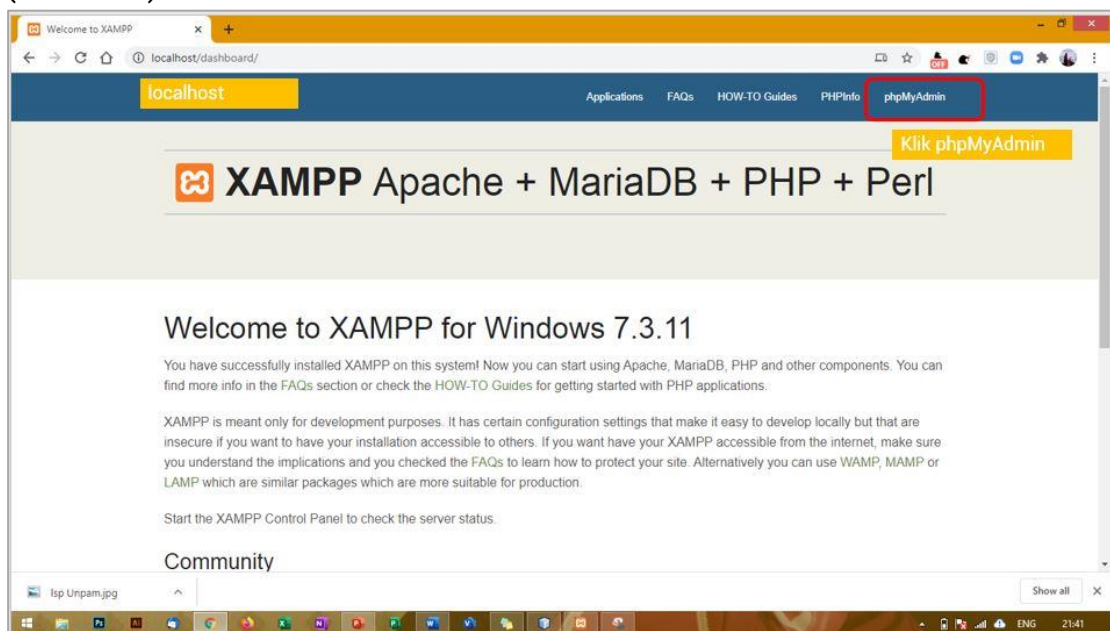 Welcome to XAMPP
localhost/dashboard/
OFF
localhost
Applications FAQs HOW-TO Guides PHPInfo phpMyAdmin
Klik phpMyAdmin
XAMPP Apache + MariaDB + PHP + Perl
Welcome to XAMPP for Windows 7.3.11
You have successfully installed XAMPP on this system! Now you can start using Apache, MariaDB, PHP and other components. You can
find more info in the FAQs section or check the HOW-TO Guides for getting started with PHP applications.
XAMPP is meant only for development purposes. It has certain configuration settings that make it easy to develop locally but that are
insecure if you want to have your installation accessible to others. If you want have your XAMPP accessible from the internet, make sure
you understand the implications and you checked the FAQs to learn how to protect your site. Alternatively you can use WAMP, MAMP or
LAMP which are similar packages which are more suitable for production.
Start the XAMPP Control Panel to check the server status.
Community
lsp Unpam.jpg
Show all
Ps Ai
ENG 21:41